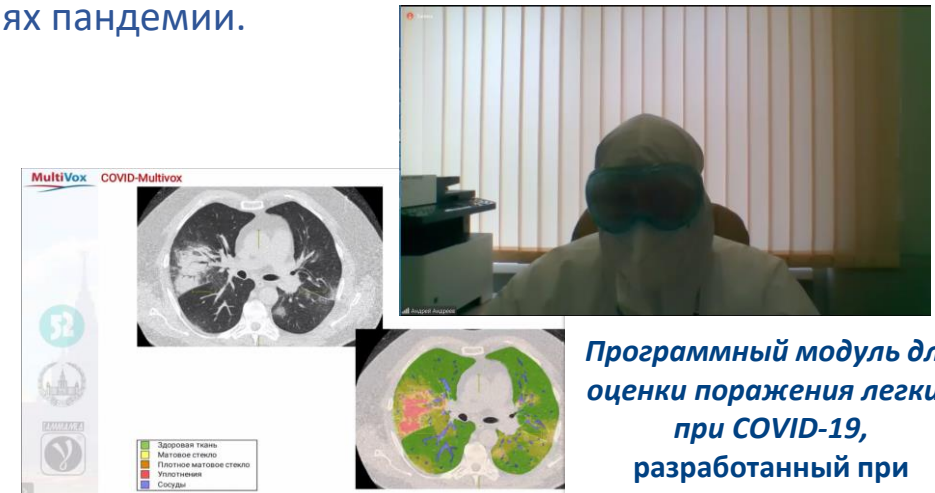 ях пандемии.
MultiVox COVID-Multivox
Андрей Андреев
52
Здоровая ткань
Матовое стекло
Плотное матовое стекло
Уплотнения
Сосуды
Программный модуль дл
оценки поражения легки
при COVID-19,
разработанный при